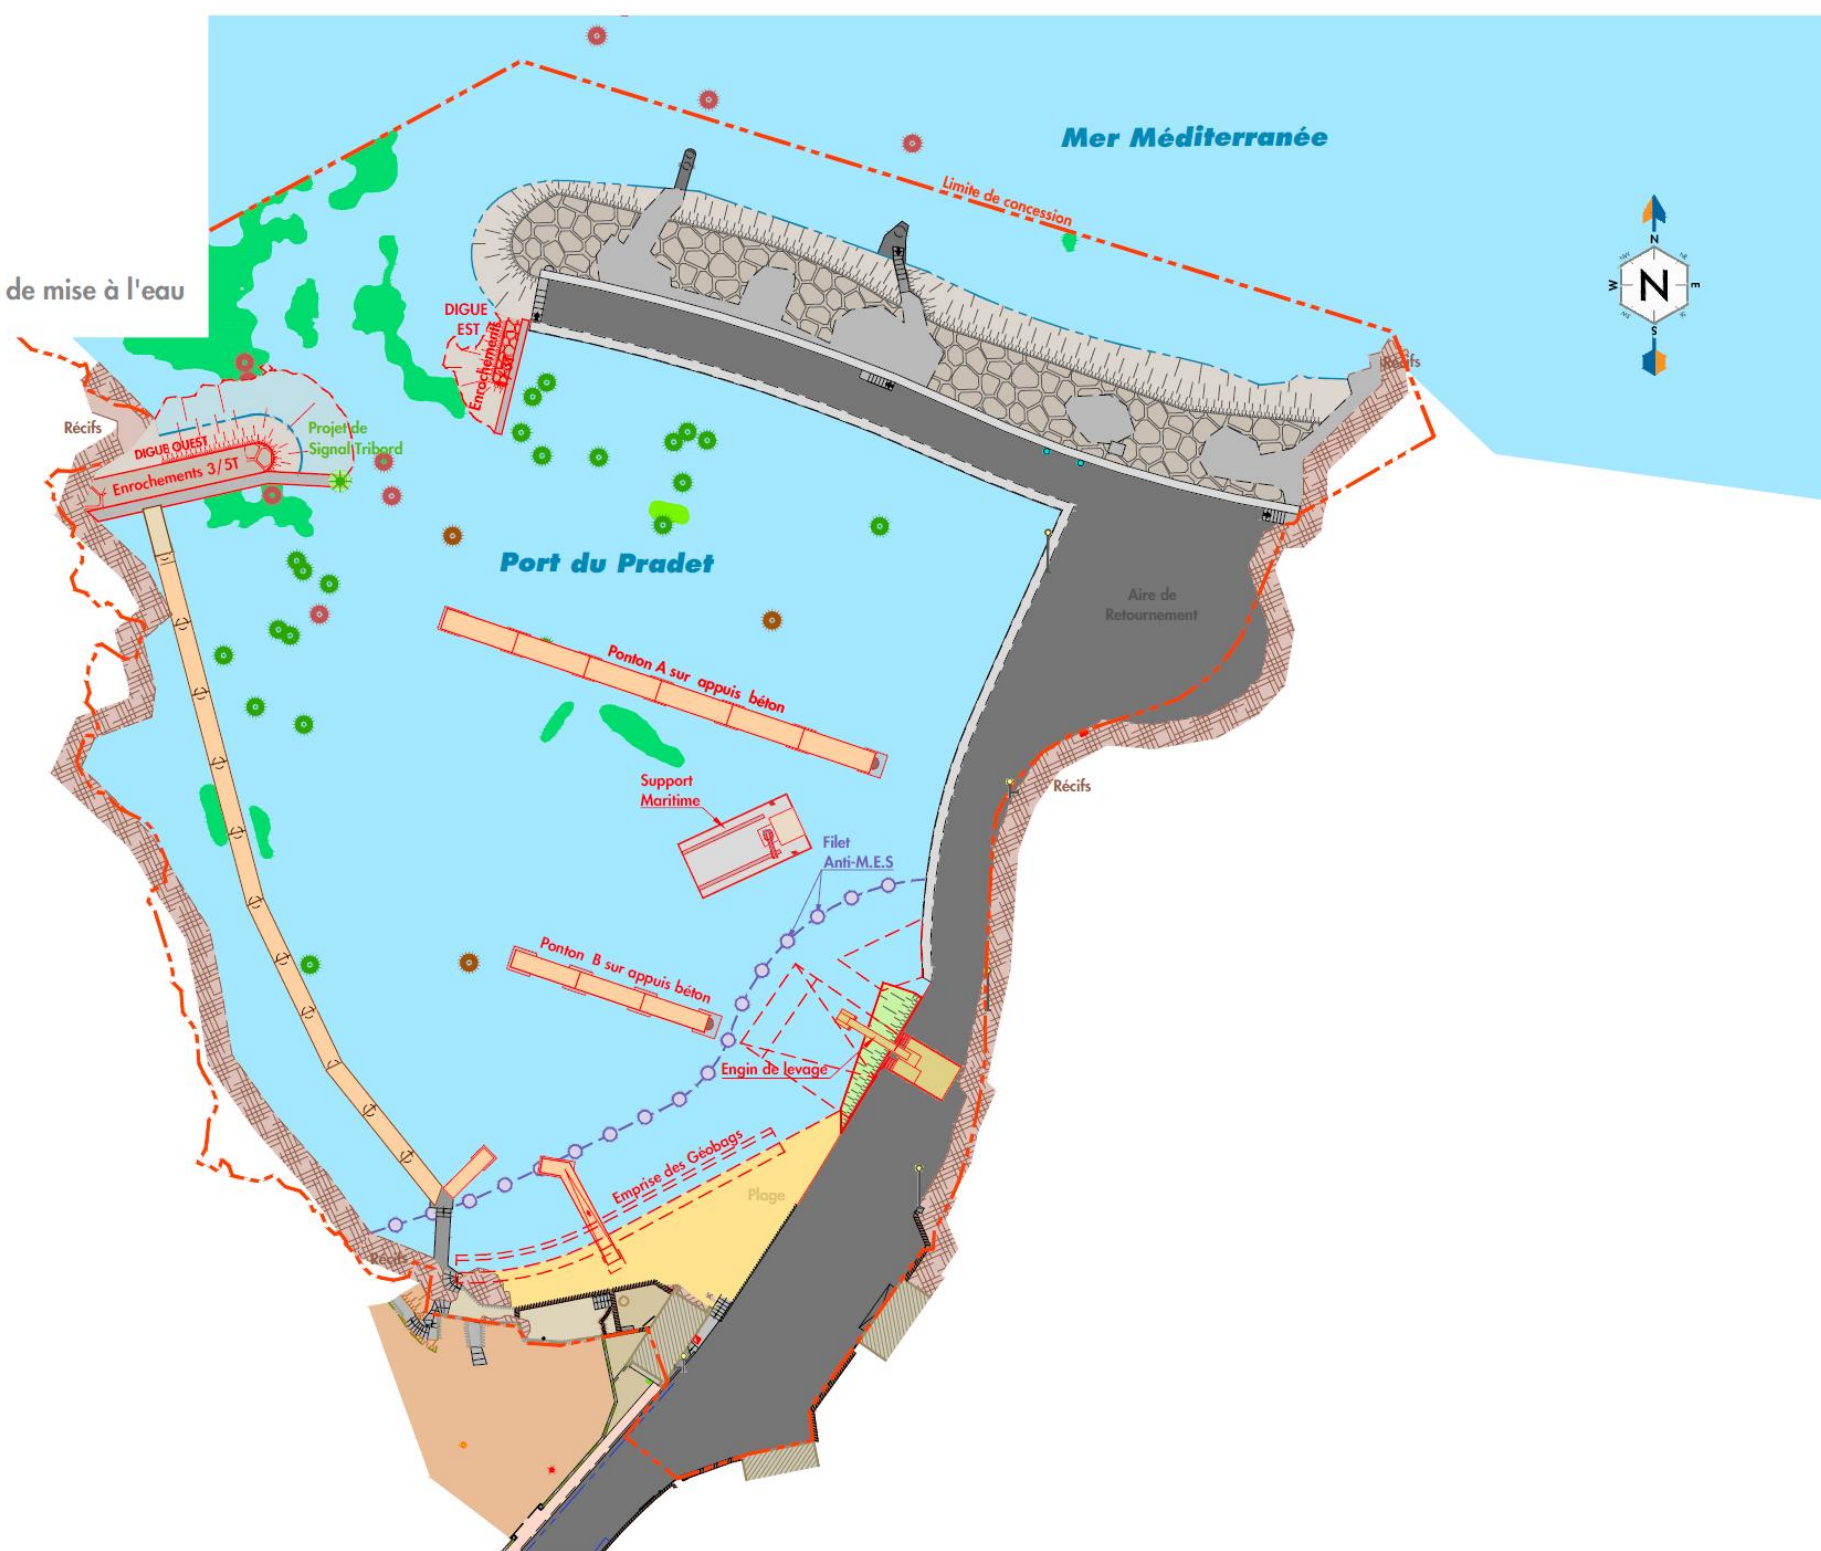 Mer Méditerranée
Limite de concession
N
N
W
E
S
de mise à l'eau
DIGUE
EST
Enrochements
Récifs
Récifs
Projet de
Signal Tribord
DIGUE OUEST
Enrochements 3/5T
Port du Pradet
Aire de
Retournement
Ponton A sur appuis béton
Support
Maritime
Récifs
Filet
Anti-M.E.S
Ponton B sur appuis béton
Engin de levage
Emprise des Géobags
Plage
Récifs